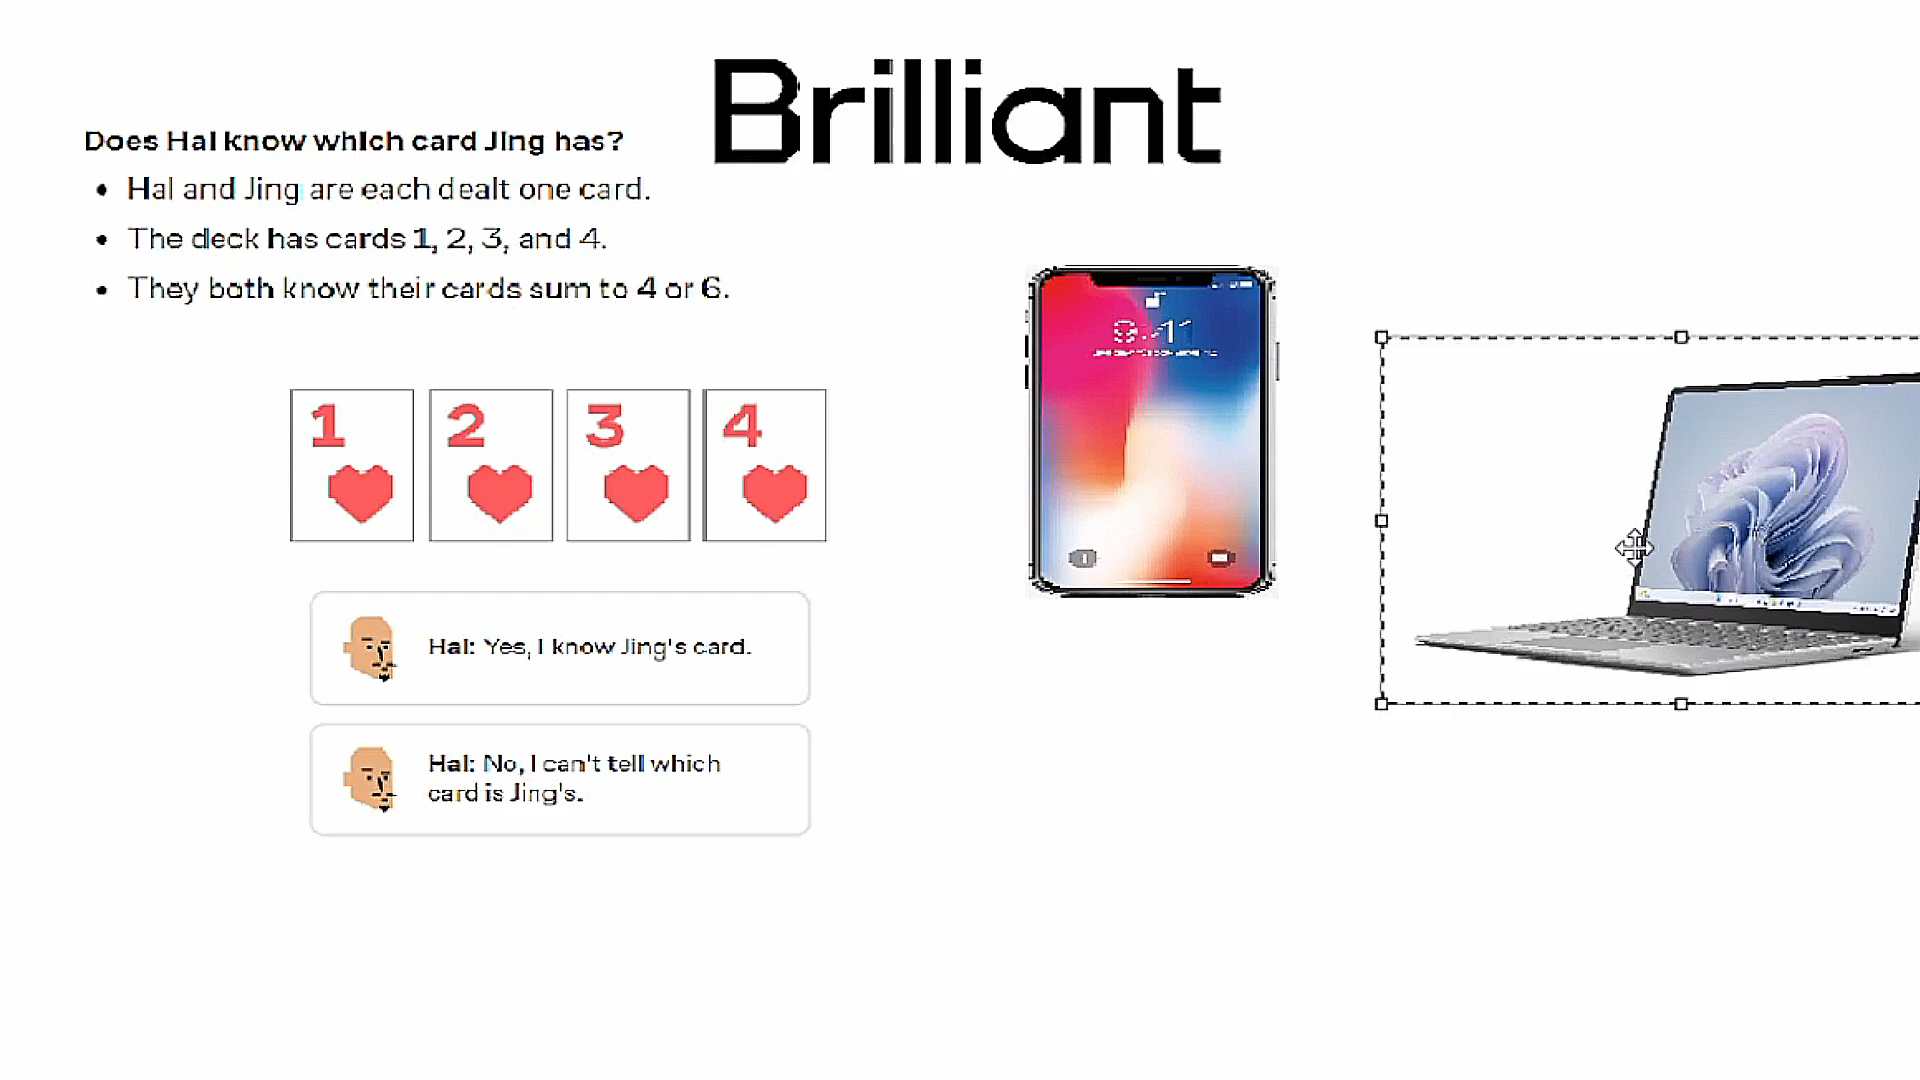 Brilliant
Does Hal know which card Jing has?
Hal and Jing are each dealt one card.
The deck has cards 1, 2, 3, and 4.
They both know their cards sum to 4 or 6.
1 2 3 4
Hal: Yes, I know Jing's card.
Hal: No, I can't tell which
card is Jing's.
9:41